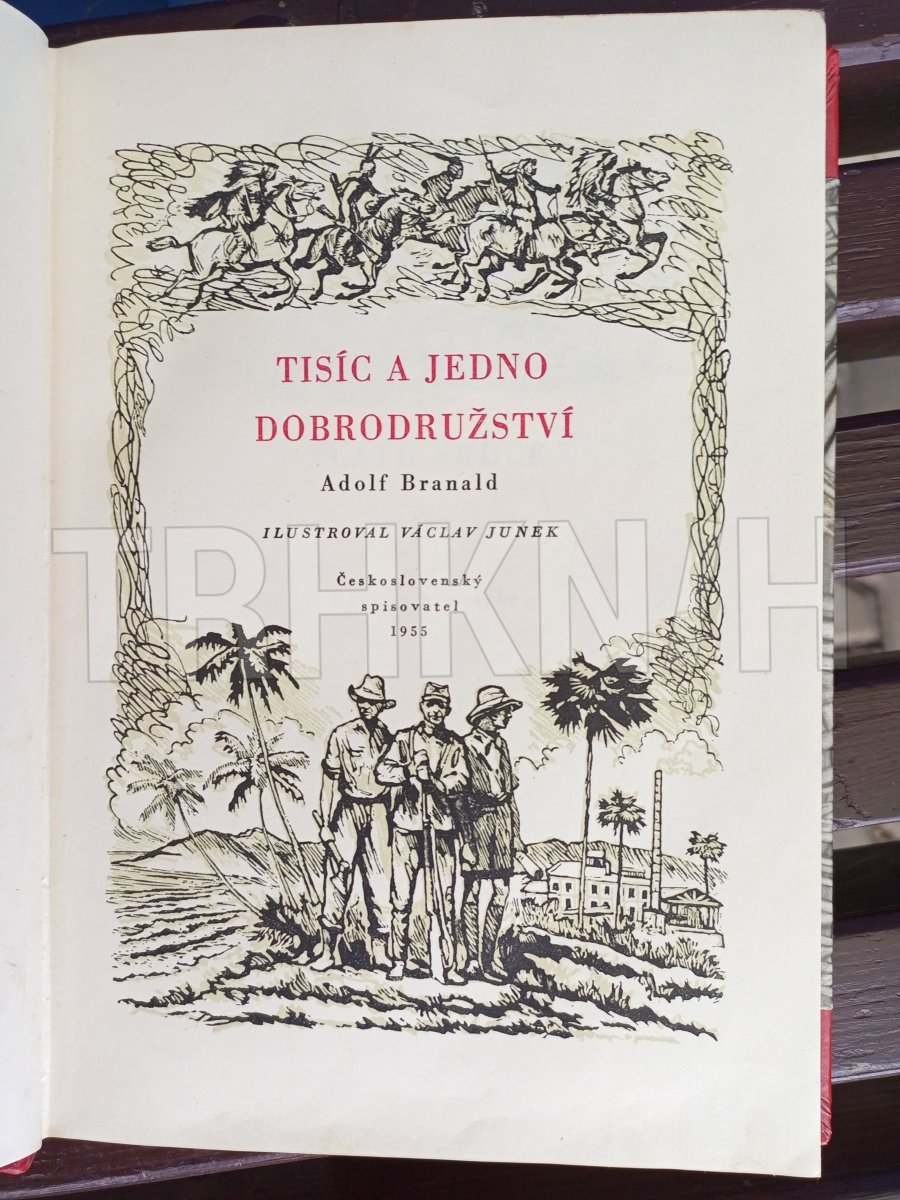 TISÍC A JEDNO
DOBRODRUŽSTVÍ
Adolf Branald
ILUSTROVAL VÁCLAV JUNEK
Československý
spisovatel
1955
TRHKNIH